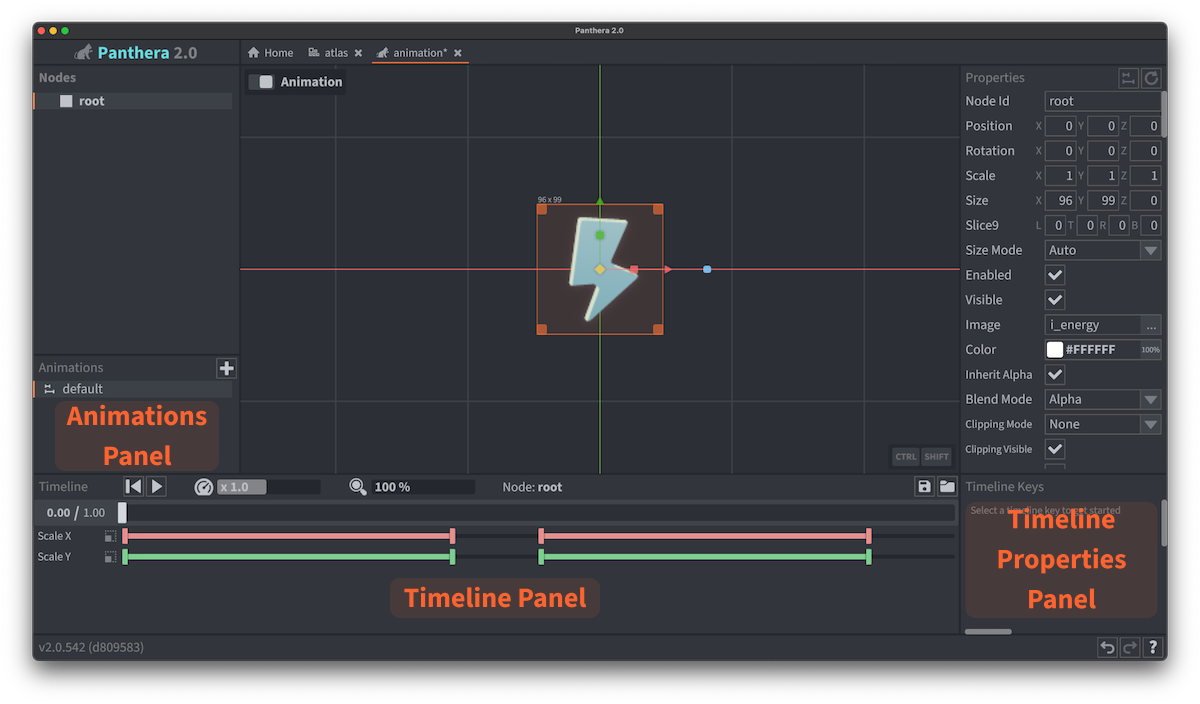 Panthera 2.0
Panthera 2.0
Home
atlas
animation*
Nodes
root
Animation
96 x 99
CTRL SHIFT
Properties
Node Id root
Position X 0 Y 0 Z 0
Rotation X 0 Y 0 Z 0
Scale X 1 Y 1 Z 1
Size X 96 Y 99 Z 0
Slice9 L 0 T 0 R 0 B 0
Size Mode Auto
Enabled
Visible
Image i_energy ...
Color #FFFFFF 100%
Inherit Alpha
Blend Mode Alpha
Clipping Mode None
Clipping Visible
Animations
default
Animations
Panel
Timeline x 1.0 100 % Node: root
0.00 / 1.00
Scale X
Scale Y
Timeline Panel
Timeline Keys
Select a timeline key to get started
Timeline
Properties
Panel
v2.0.542 (d809583)
?